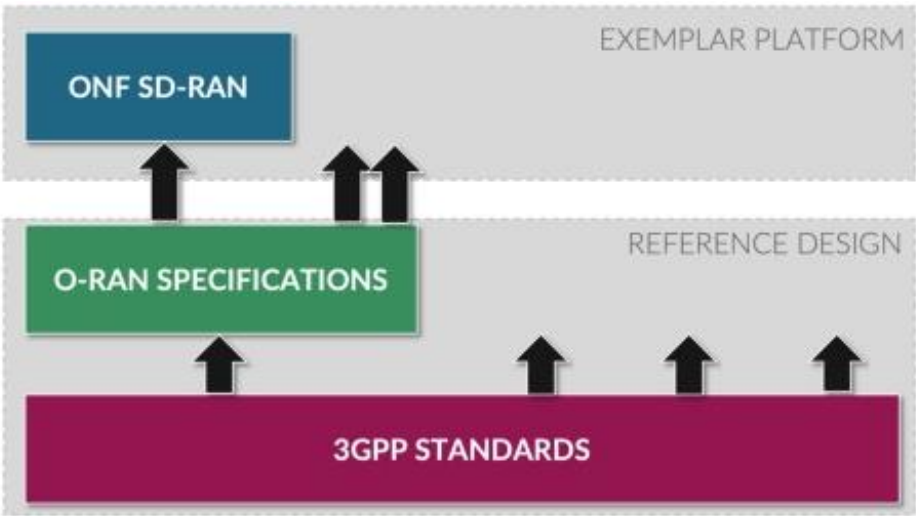 EXEMPLAR PLATFORM
ONF SD-RAN
REFERENCE DESIGN
O-RAN SPECIFICATIONS
3GPP STANDARDS